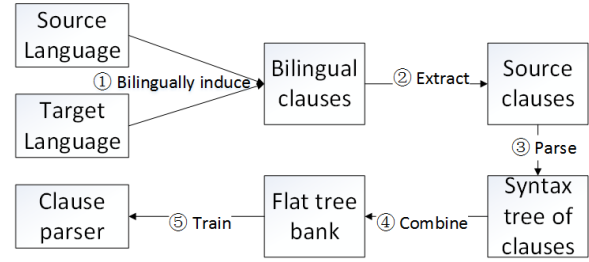 Source
Language
① Bilingually induce
Target
Language
Bilingual
clauses
② Extract
Source
clauses
③ Parse
Syntax
tree of
clauses
④ Combine
Flat tree
bank
⑤ Train
Clause
parser